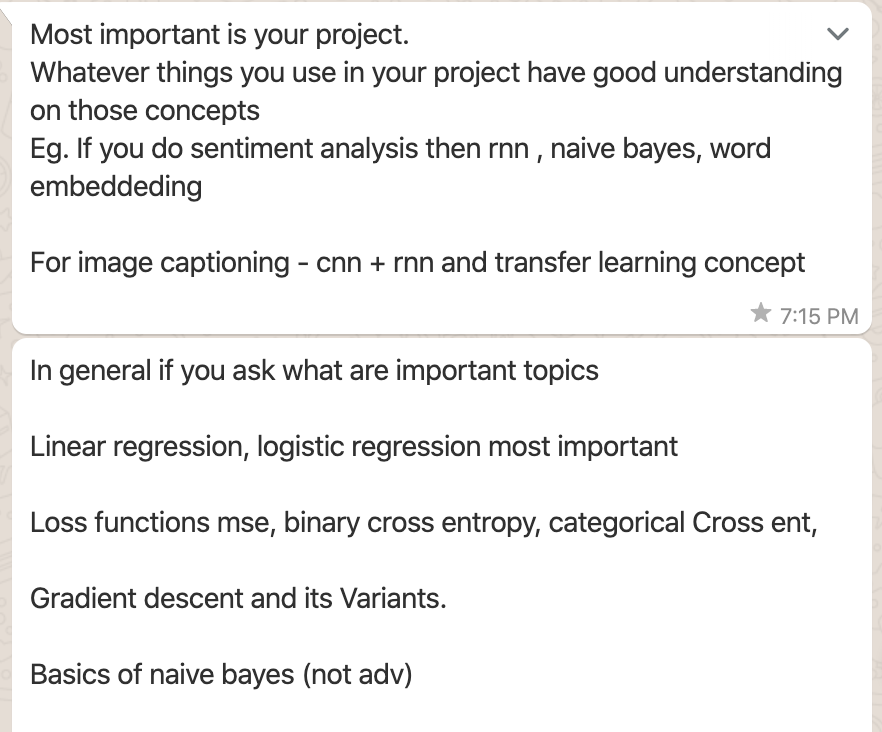 Most important is your project.
Whatever things you use in your project have good understanding
on those concepts
Eg. If you do sentiment analysis then rnn , naive bayes, word
embeddeding
For image captioning - cnn + rnn and transfer learning concept
7:15 PM
In general if you ask what are important topics
Linear regression, logistic regression most important
Loss functions mse, binary cross entropy, categorical Cross ent,
Gradient descent and its Variants.
Basics of naive bayes (not adv)